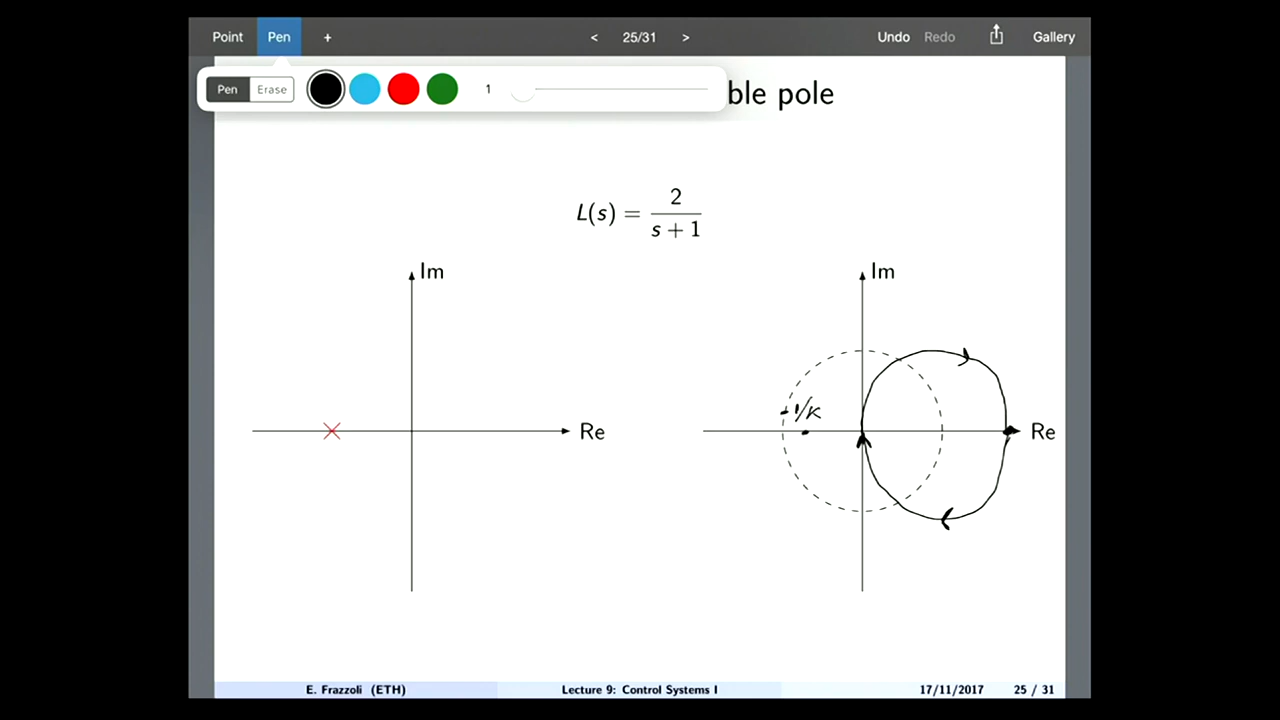 Point Pen + < 25/31 > Undo Redo Gallery
Pen Erase 1
ble pole
L(s) = 2 / (s + 1)
Im Im
-1/K
Re Re
E. Frazzoli (ETH) Lecture 9: Control Systems I 17/11/2017 25 / 31